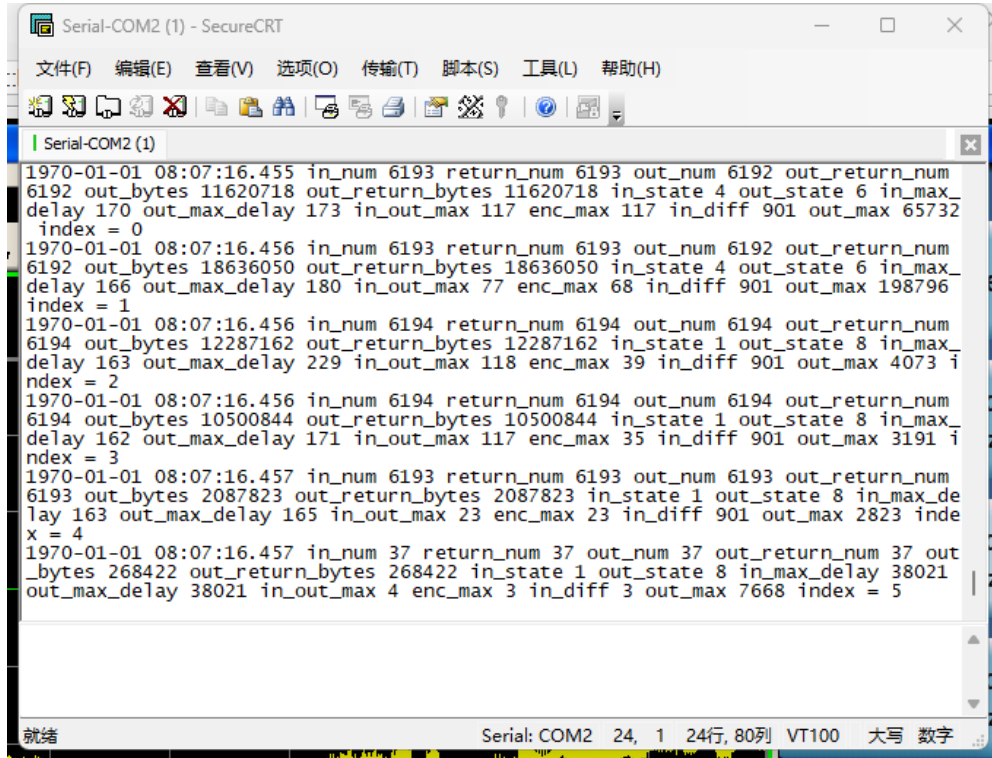 Serial-COM2 (1) - SecureCRT
文件(F) 编辑(E) 查看(V) 选项(O) 传输(T) 脚本(S) 工具(L) 帮助(H)
Serial-COM2 (1)
1970-01-01 08:07:16.455 in_num 6193 return_num 6193 out_num 6192 out_return_num
6192 out_bytes 11620718 out_return_bytes 11620718 in_state 4 out_state 6 in_max_
delay 170 out_max_delay 173 in_out_max 117 enc_max 117 in_diff 901 out_max 65732
index = 0
1970-01-01 08:07:16.456 in_num 6193 return_num 6193 out_num 6192 out_return_num
6192 out_bytes 18636050 out_return_bytes 18636050 in_state 4 out_state 6 in_max_
delay 166 out_max_delay 180 in_out_max 77 enc_max 68 in_diff 901 out_max 198796
index = 1
1970-01-01 08:07:16.456 in_num 6194 return_num 6194 out_num 6194 out_return_num
6194 out_bytes 12287162 out_return_bytes 12287162 in_state 1 out_state 8 in_max_
delay 163 out_max_delay 229 in_out_max 118 enc_max 39 in_diff 901 out_max 4073 i
ndex = 2
1970-01-01 08:07:16.456 in_num 6194 return_num 6194 out_num 6194 out_return_num
6194 out_bytes 10500844 out_return_bytes 10500844 in_state 1 out_state 8 in_max_
delay 162 out_max_delay 171 in_out_max 117 enc_max 35 in_diff 901 out_max 3191 i
ndex = 3
1970-01-01 08:07:16.457 in_num 6193 return_num 6193 out_num 6193 out_return_num
6193 out_bytes 2087823 out_return_bytes 2087823 in_state 1 out_state 8 in_max_de
lay 163 out_max_delay 165 in_out_max 23 enc_max 23 in_diff 901 out_max 2823 inde
x = 4
1970-01-01 08:07:16.457 in_num 37 return_num 37 out_num 37 out_return_num 37 out
_bytes 268422 out_return_bytes 268422 in_state 1 out_state 8 in_max_delay 38021
out_max_delay 38021 in_out_max 4 enc_max 3 in_diff 3 out_max 7668 index = 5
就绪 Serial: COM2 24, 1 24行, 80列 VT100 大写 数字